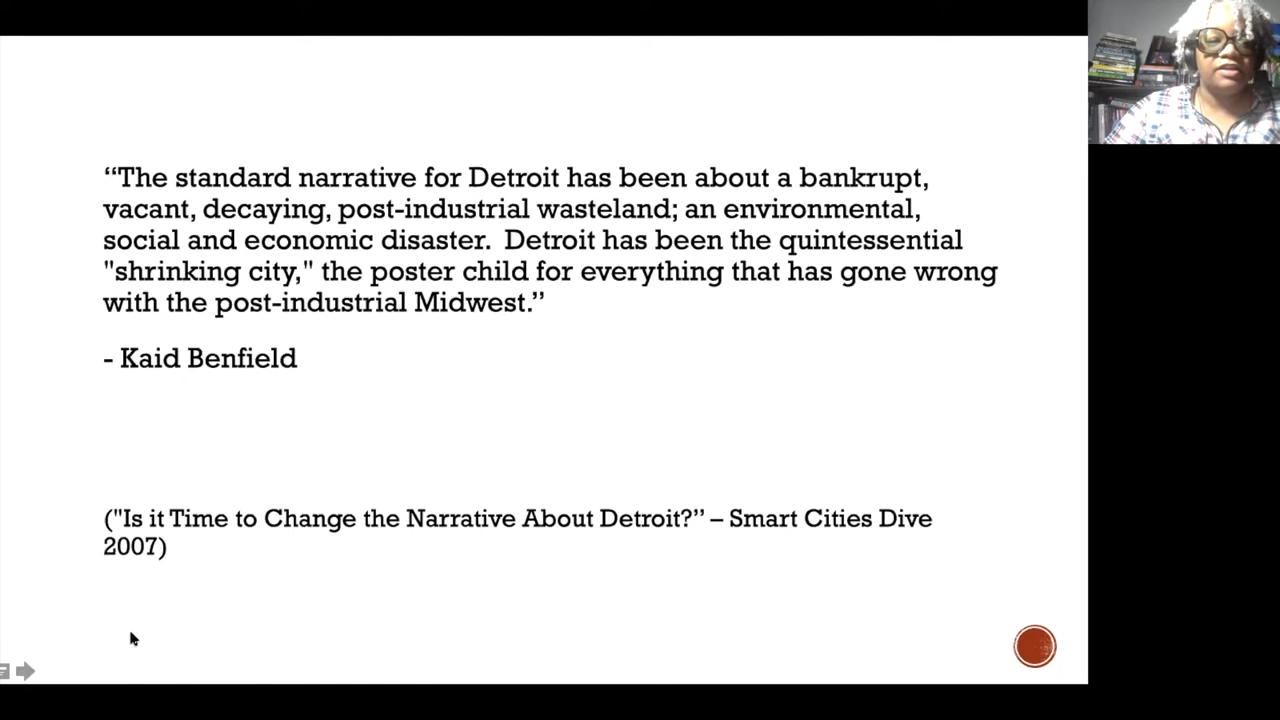 “The standard narrative for Detroit has been about a bankrupt,
vacant, decaying, post-industrial wasteland; an environmental,
social and economic disaster.  Detroit has been the quintessential
"shrinking city," the poster child for everything that has gone wrong
with the post-industrial Midwest.”
- Kaid Benfield
("Is it Time to Change the Narrative About Detroit?” – Smart Cities Dive
2007)